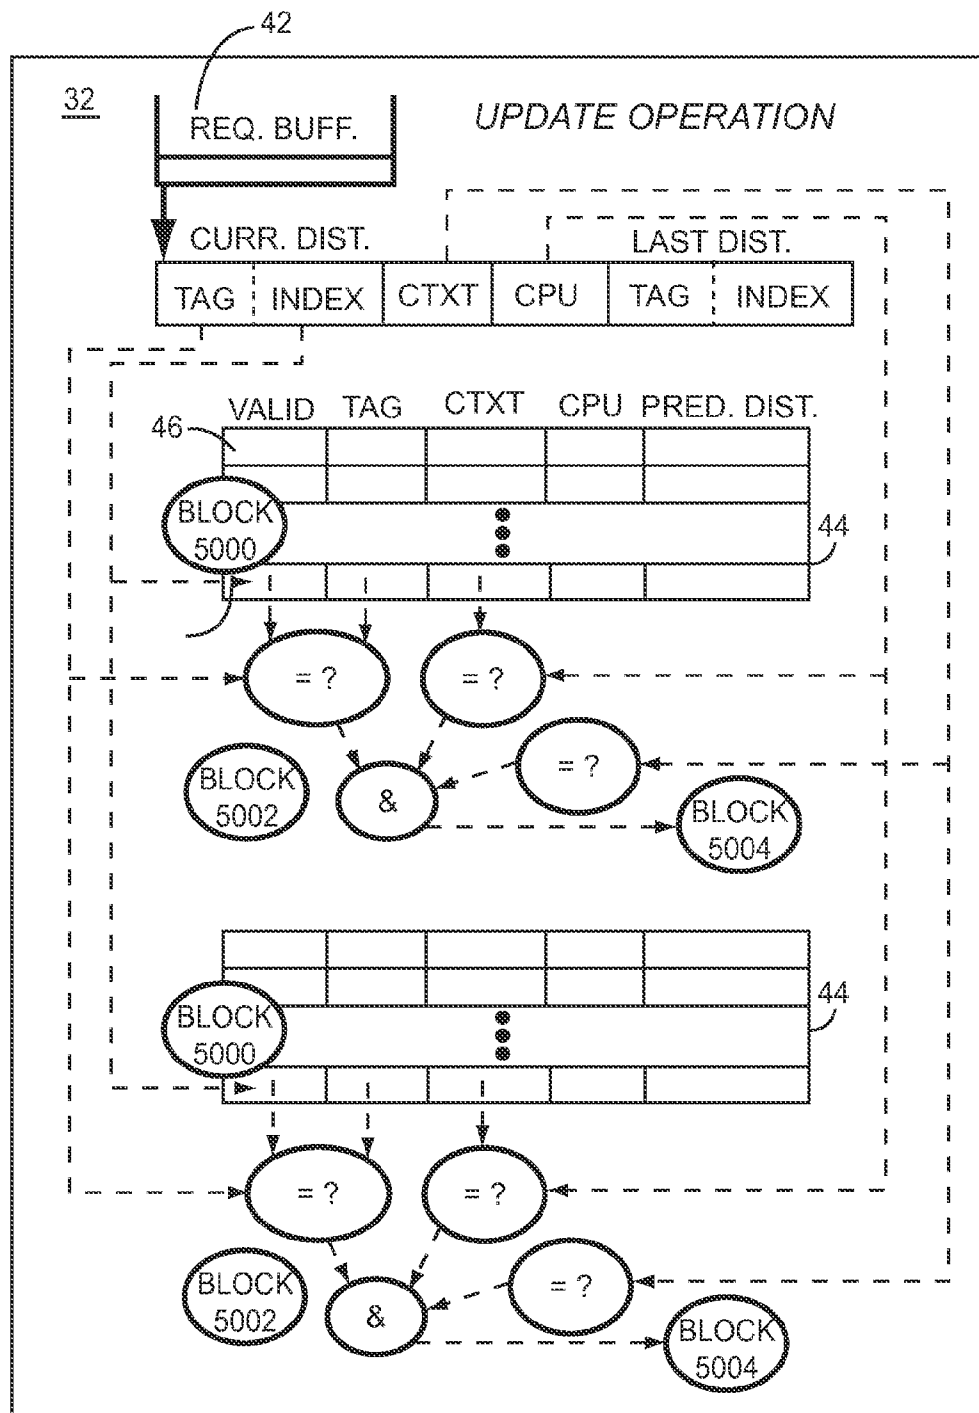 42
32
REQ. BUFF.
UPDATE OPERATION
CURR. DIST.
LAST DIST.
TAG INDEX CTXT CPU TAG INDEX
VALID TAG CTXT CPU PRED. DIST.
46
BLOCK
5000
44
= ?
= ?
= ?
BLOCK
5002
&
BLOCK
5004
BLOCK
5000
44
= ?
= ?
= ?
BLOCK
5002
&
BLOCK
5004